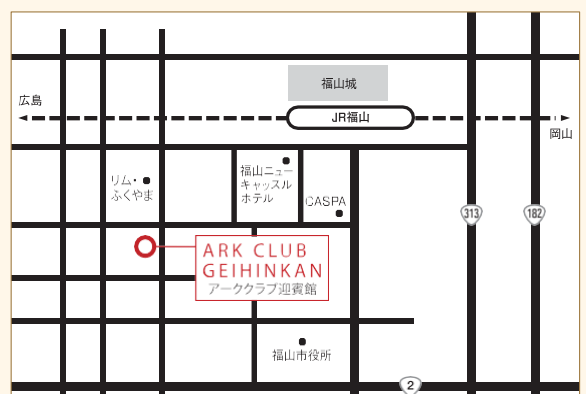 福山城
広島
JR福山
岡山
リム・
ふくやま
福山ニュー
キャッスル
ホテル
CASPA
313
182
ARK CLUB
GEIHINKAN
アーククラブ迎賓館
福山市役所
2